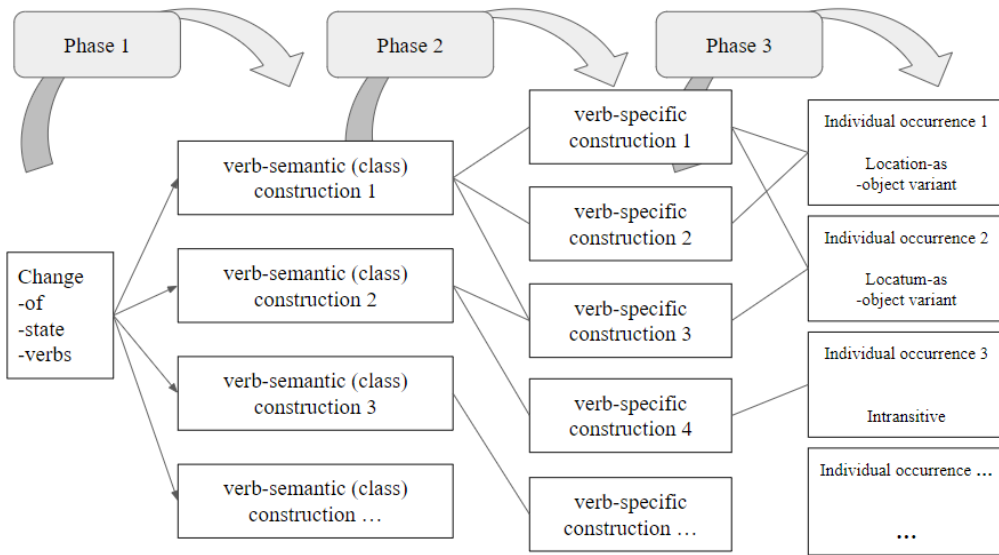 Phase 1
Phase 2
Phase 3
Change
-of
-state
-verbs
verb-semantic (class)
construction 1
verb-semantic (class)
construction 2
verb-semantic (class)
construction 3
verb-semantic (class)
construction …
verb-specific
construction 1
verb-specific
construction 2
verb-specific
construction 3
verb-specific
construction 4
verb-specific
construction …
Individual occurrence 1
Location-as
-object variant
Individual occurrence 2
Locatum-as
-object variant
Individual occurrence 3
Intransitive
Individual occurrence …
…